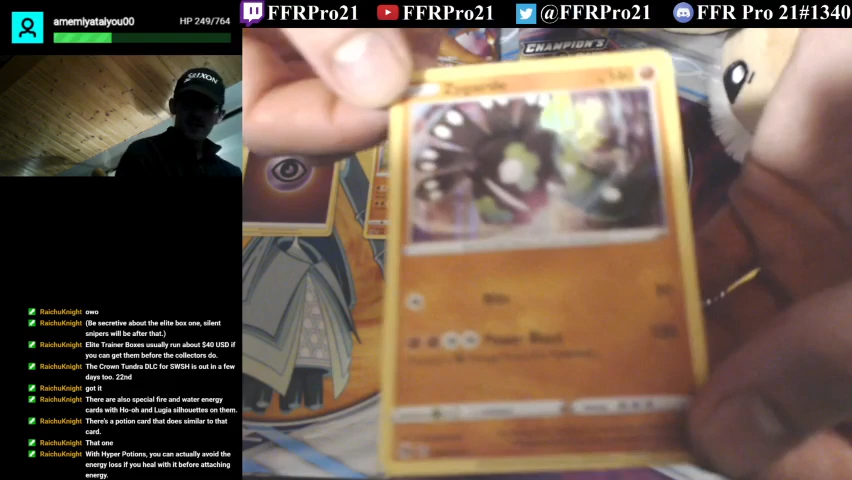 amemiyataiyou00
HP 249/764
FFRPro21
FFRPro21
@FFRPro21
FFR Pro 21#1340
CHAMPION'S
Zygarde
Bite
Power Blast
RaichuKnight owo
RaichuKnight (Be secretive about the elite box one, silent
snipers will be after that.)
RaichuKnight Elite Trainer Boxes usually run about $40 USD if
you can get them before the collectors do.
RaichuKnight The Crown Tundra DLC for SWSH is out in a few
days too. 22nd
RaichuKnight got it
RaichuKnight There are also special fire and water energy
cards with Ho-oh and Lugia silhouettes on them.
RaichuKnight There's a potion card that does similar to that
card.
RaichuKnight That one
RaichuKnight With Hyper Potions, you can actually avoid the
energy loss if you heal with it before attaching
energy.